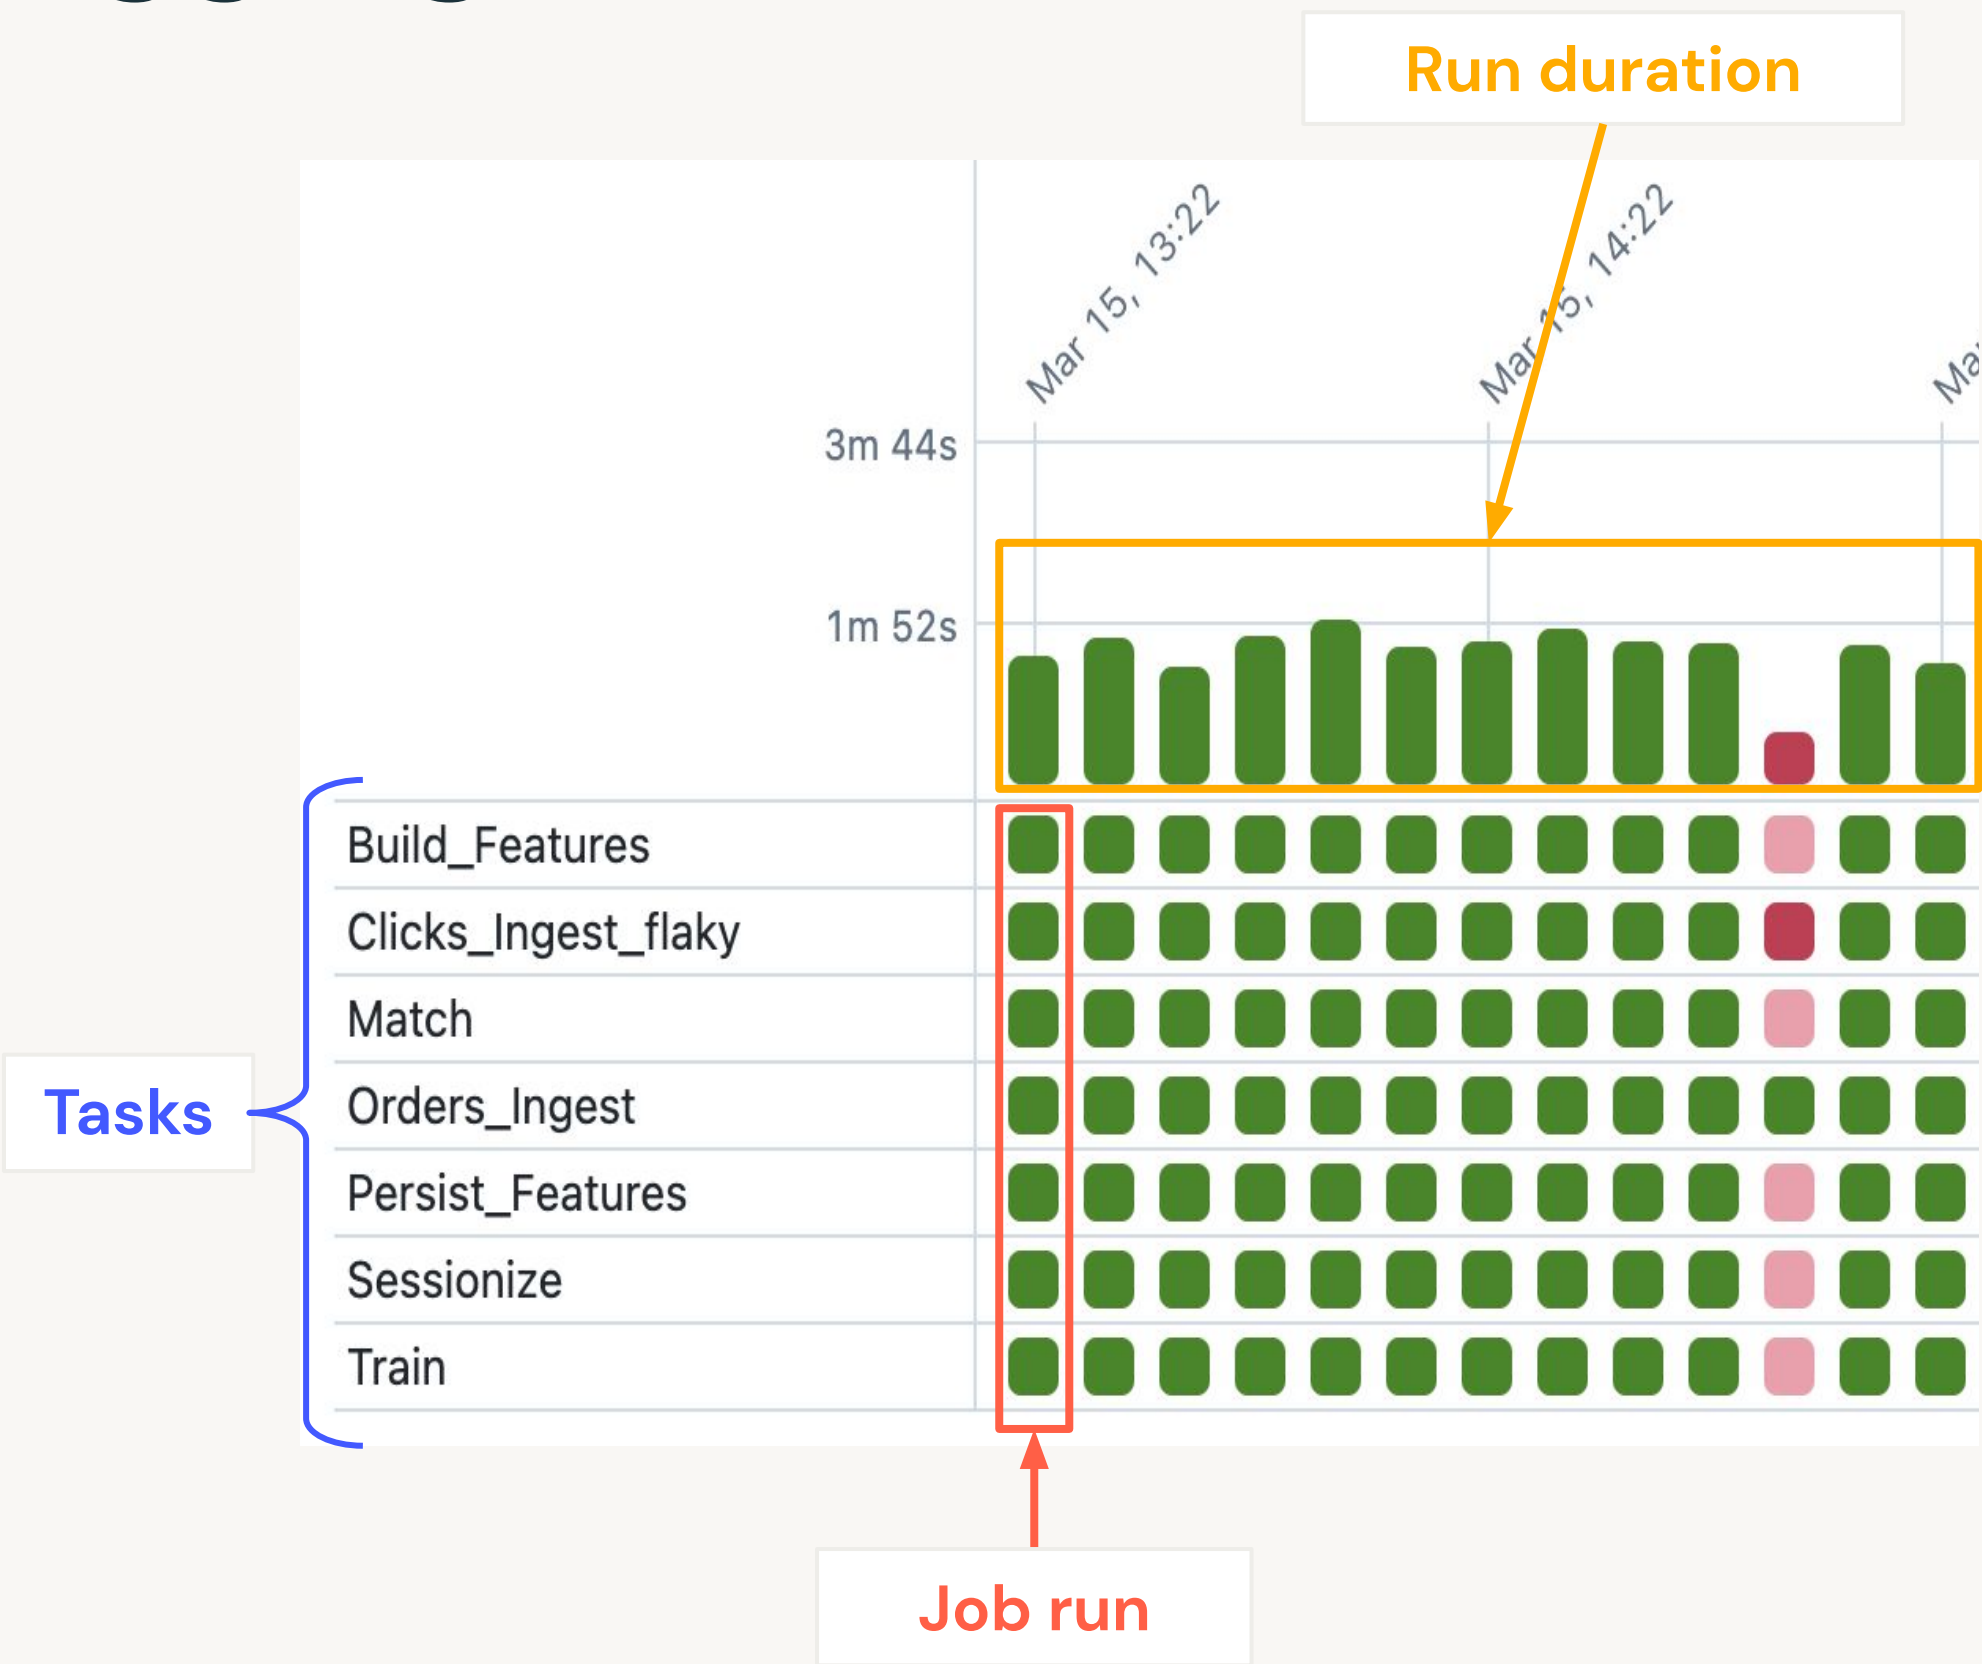 Run duration
Mar 15, 13:22
Mar 15, 14:22
3m 44s
1m 52s
Build_Features
Clicks_Ingest_flaky
Match
Orders_Ingest
Persist_Features
Sessionize
Train
Tasks
Job run